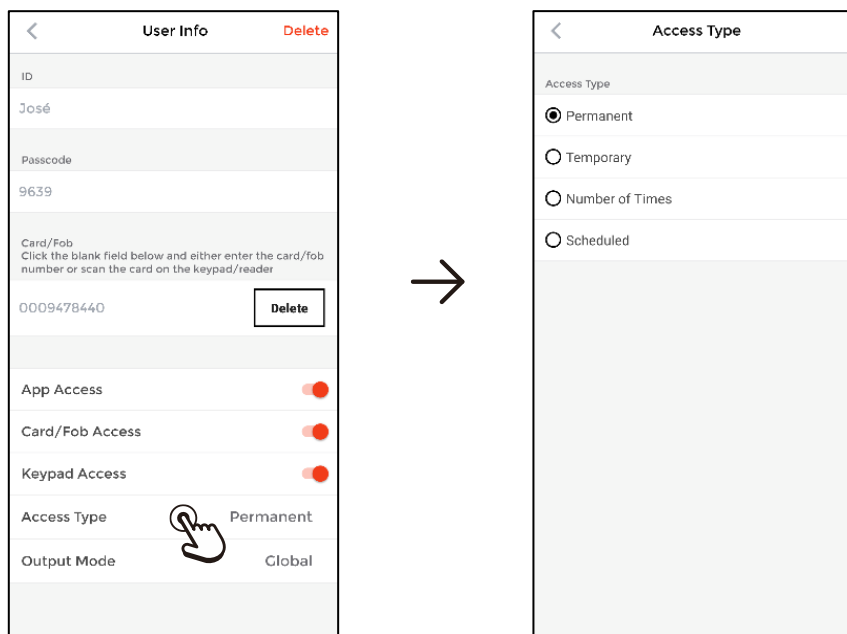 User Info
Delete
ID
José
Passcode
9639
Card/Fob
Click the blank field below and either enter the card/fob
number or scan the card on the keypad/reader
0009478440
Delete
App Access
Card/Fob Access
Keypad Access
Access Type
Permanent
Output Mode
Global
Access Type
Access Type
Permanent
Temporary
Number of Times
Scheduled